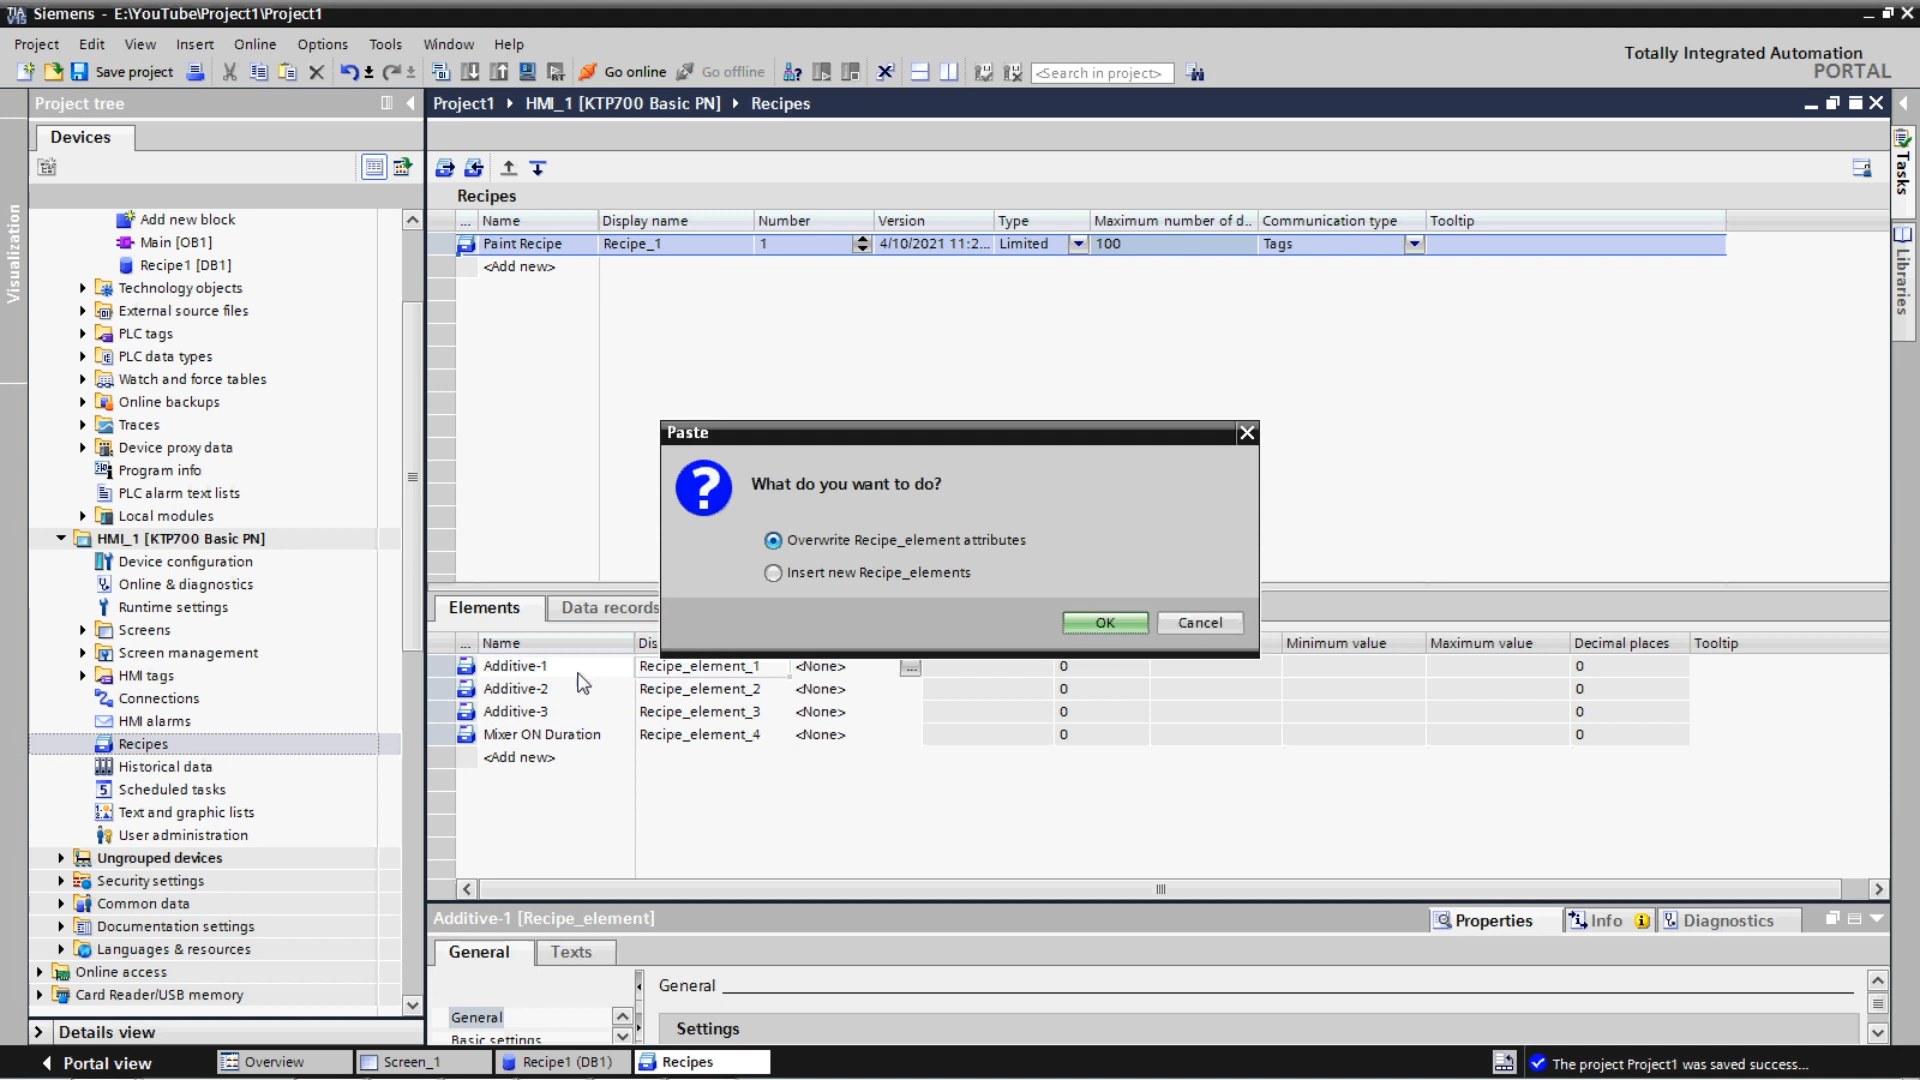 Siemens - E:\YouTube\Project1\Project1
Project Edit View Insert Online Options Tools Window Help
Totally Integrated Automation
PORTAL
Save project
Go online
Go offline
<Search in project>
Project tree
Project1 ▸ HMI_1 [KTP700 Basic PN] ▸ Recipes
Devices
Visualization
Tasks
Libraries
Add new block
Main [OB1]
Recipe1 [DB1]
Technology objects
External source files
PLC tags
PLC data types
Watch and force tables
Online backups
Traces
Device proxy data
Program info
PLC alarm text lists
Local modules
HMI_1 [KTP700 Basic PN]
Device configuration
Online & diagnostics
Runtime settings
Screens
Screen management
HMI tags
Connections
HMI alarms
Recipes
Historical data
Scheduled tasks
Text and graphic lists
User administration
Ungrouped devices
Security settings
Common data
Documentation settings
Languages & resources
Online access
Card Reader/USB memory
Details view
Recipes
... Name Display name Number Version Type Maximum number of d.. Communication type Tooltip
Paint Recipe Recipe_1 1 4/10/2021 11:2... Limited 100 Tags
<Add new>
Paste
What do you want to do?
Overwrite Recipe_element attributes
Insert new Recipe_elements
OK Cancel
Elements Data records
... Name Dis Minimum value Maximum value Decimal places Tooltip
Additive-1 Recipe_element_1 <None> ... 0 0
Additive-2 Recipe_element_2 <None> 0 0
Additive-3 Recipe_element_3 <None> 0 0
Mixer ON Duration Recipe_element_4 <None> 0 0
<Add new>
Additive-1 [Recipe_element]
Properties Info Diagnostics
General Texts
General
Basic settings
General
Settings
Portal view
Overview
Screen_1
Recipe1 (DB1)
Recipes
The project Project1 was saved success...